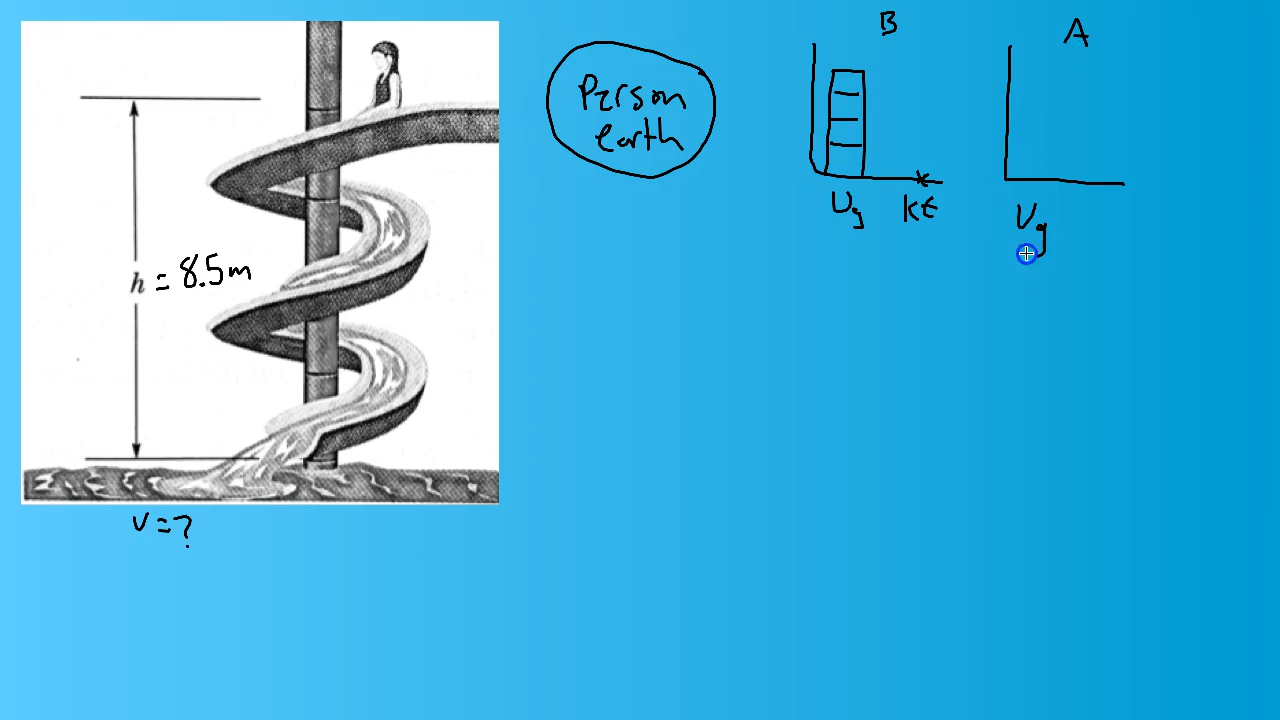 h = 8.5m
v = ?
Person
earth
B
Ug
KE
A
Ug